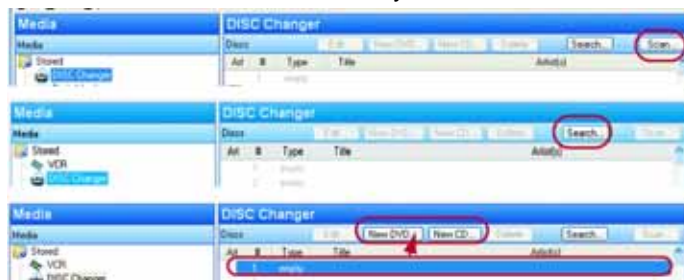 Media DISC Changer
Media Discs Edit New DVD... New CD... Delete Search... Scan...
Stored Art # Type Title Artist(s)
DISC Changer 1 empty
Media DISC Changer
Media Discs Edit New DVD... New CD... Delete Search... Scan...
Stored Art # Type Title Artist(s)
VCR 1 empty
DISC Changer 2 empty
Media DISC Changer
Media Discs Edit New DVD... New CD... Delete Search... Scan...
Stored Art # Type Title Artist(s)
VCR 1 empty
DISC Changer